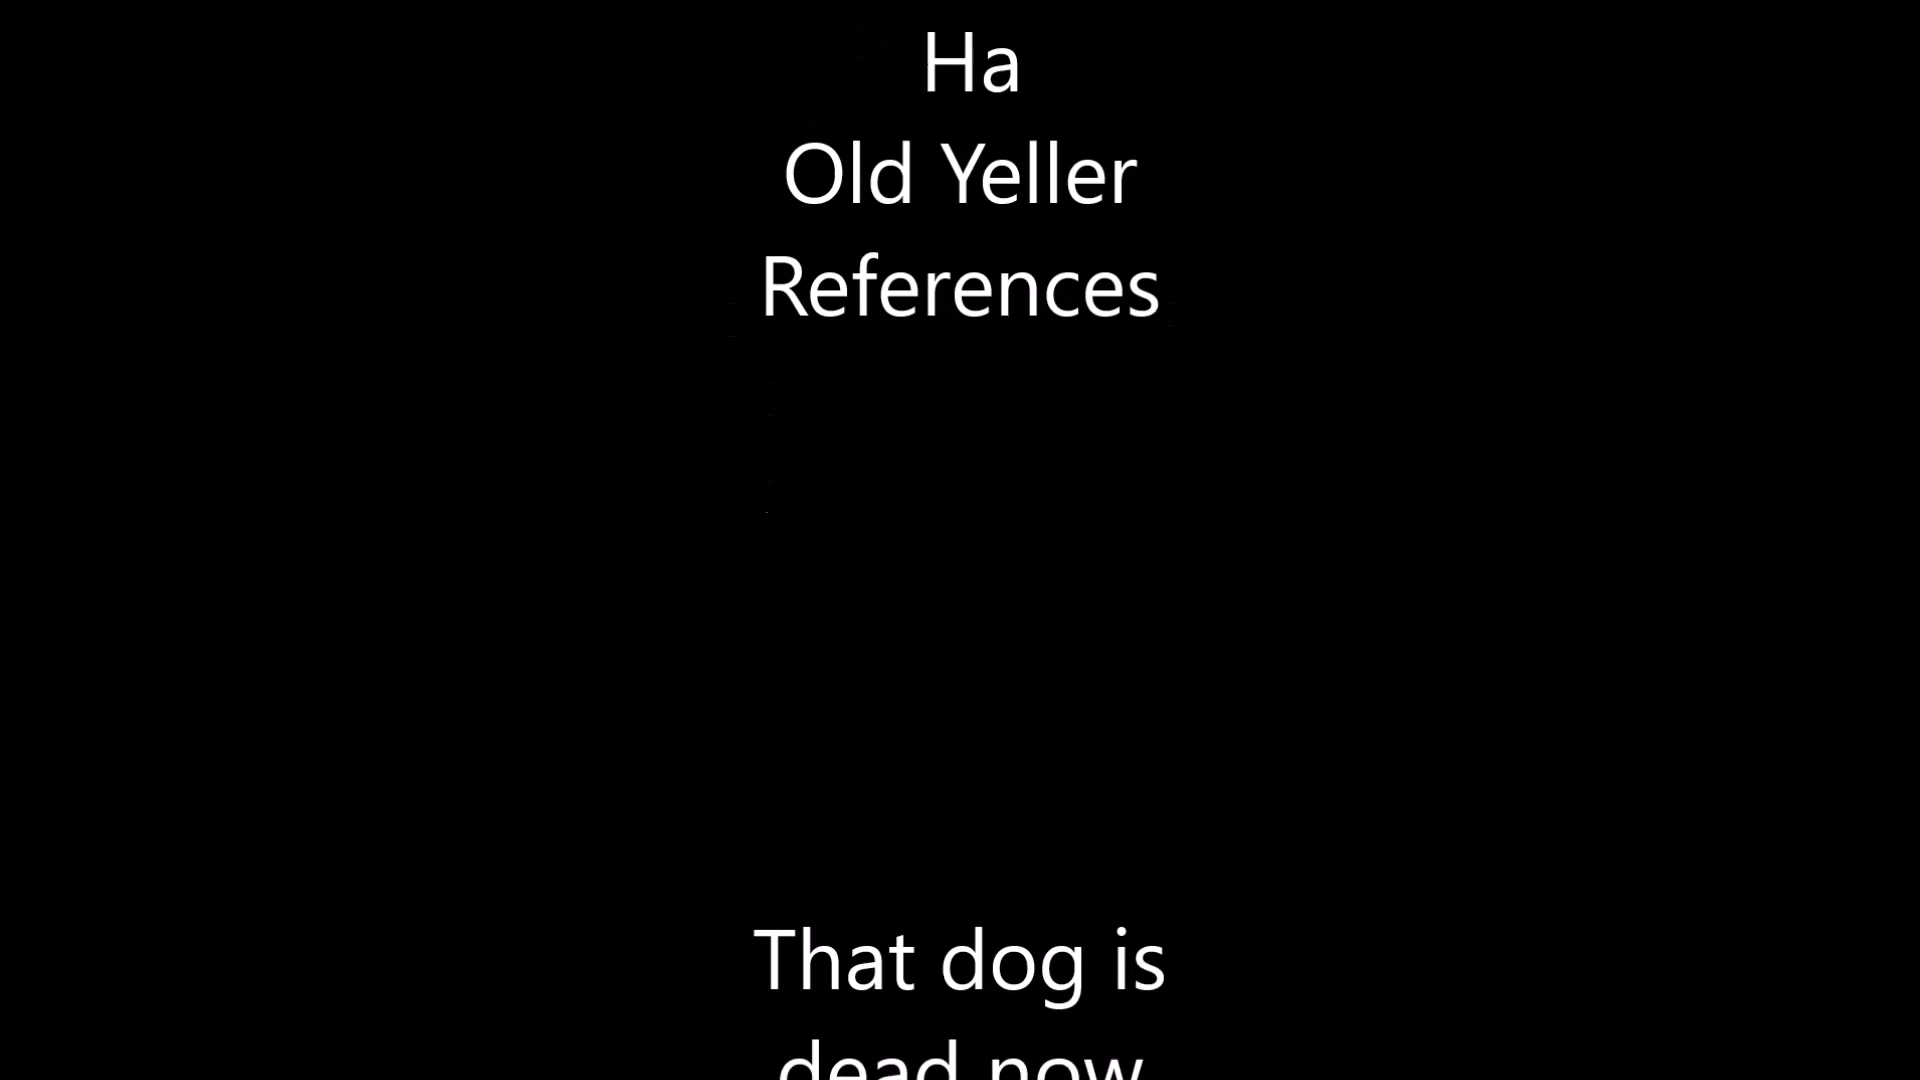 Ha
Old Yeller
References
That dog is
dead now